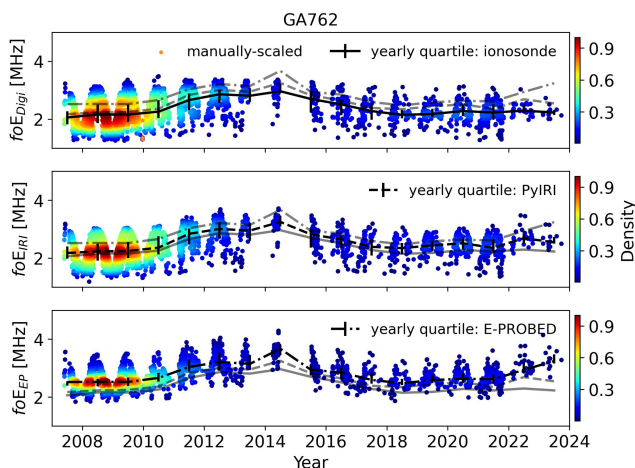 GA762
foE_Digi [MHz]
4
2
manually-scaled
yearly quartile: ionosonde
0.9
0.6
0.3
foE_IRI [MHz]
4
2
yearly quartile: PyIRI
0.9
0.6
0.3
Density
foE_EP [MHz]
4
2
yearly quartile: E-PROBED
0.9
0.6
0.3
2008 2010 2012 2014 2016 2018 2020 2022 2024
Year